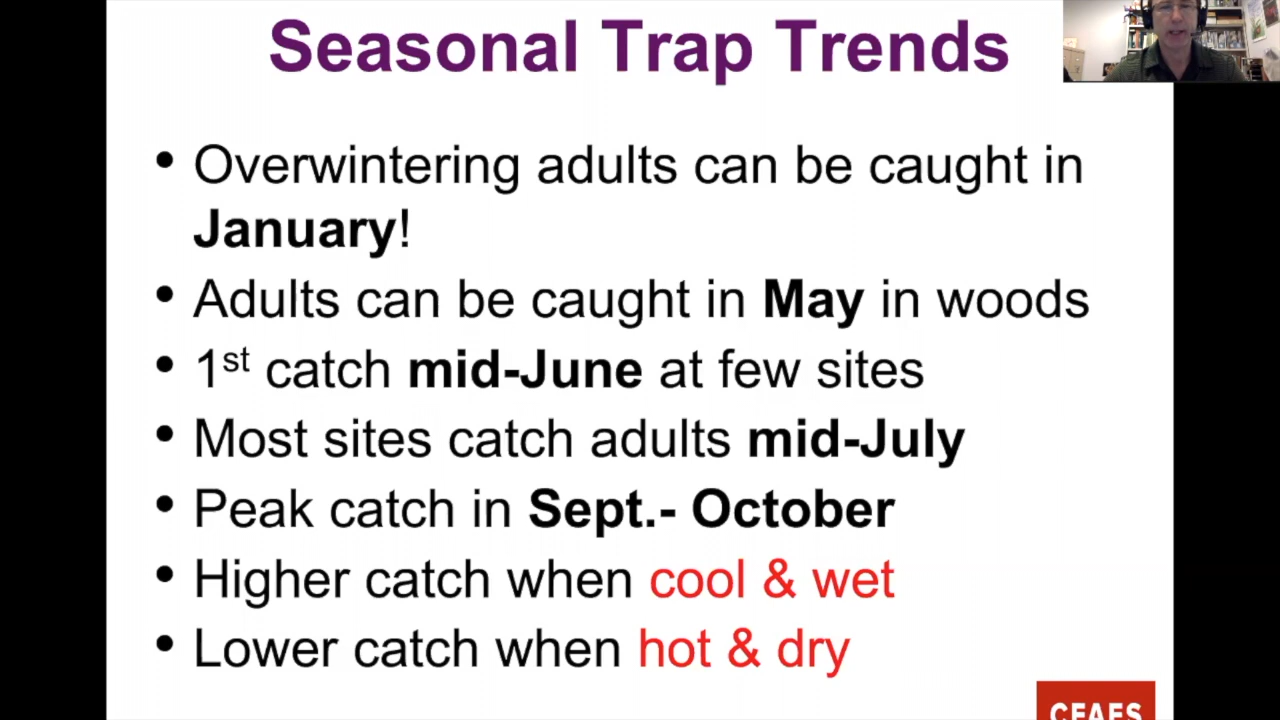 Seasonal Trap Trends
• Overwintering adults can be caught in
January!
• Adults can be caught in May in woods
• 1st catch mid-June at few sites
• Most sites catch adults mid-July
• Peak catch in Sept.- October
• Higher catch when cool & wet
• Lower catch when hot & dry
CFAES